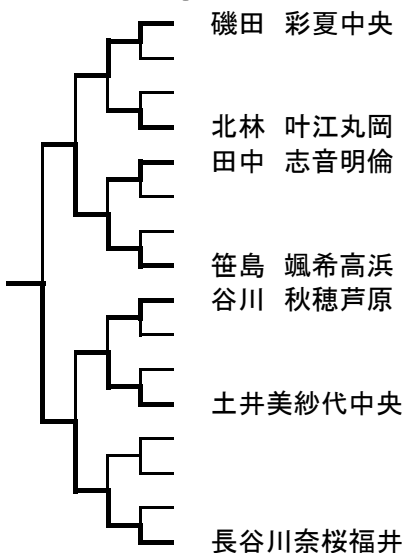 磯田 彩夏中央
北林 叶江丸岡
田中 志音明倫
笹島 颯希高浜
谷川 秋穂芦原
土井美紗代中央
長谷川奈桜福井